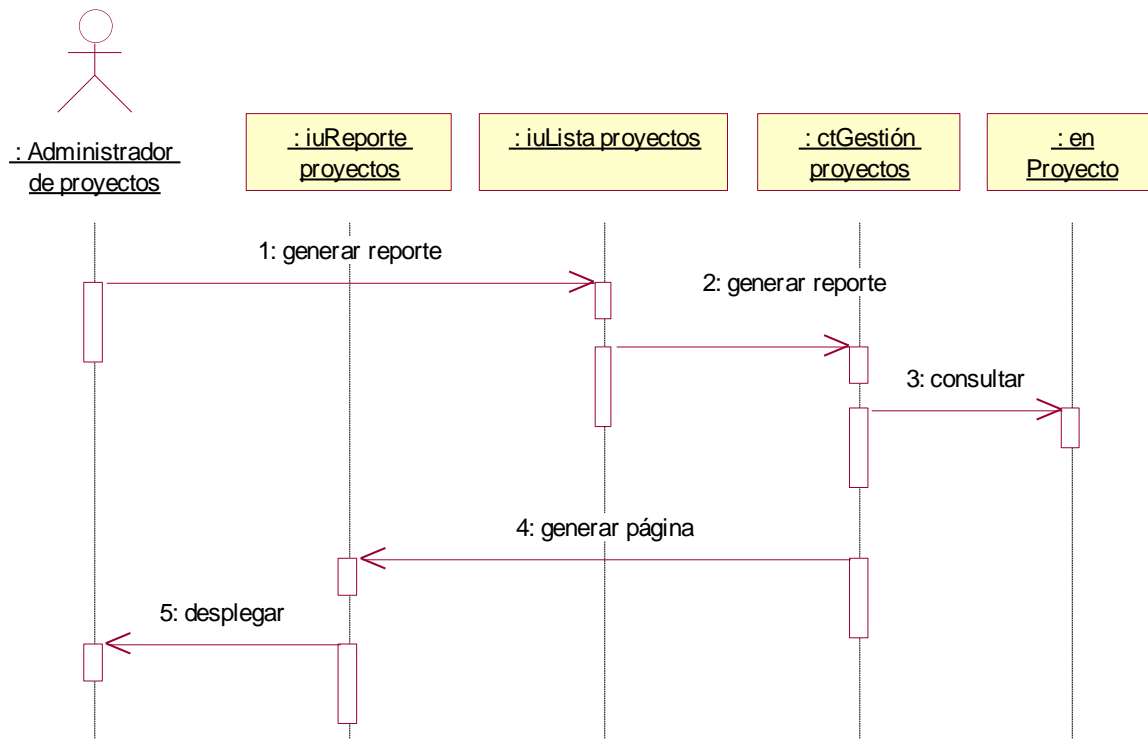 : Administrador
de proyectos
: iuReporte
proyectos
: iuLista proyectos
: ctGestión
proyectos
: en
Proyecto
1: generar reporte
2: generar reporte
3: consultar
4: generar página
5: desplegar